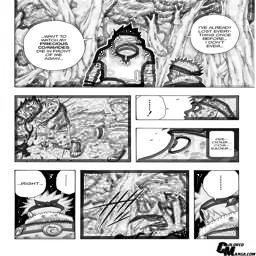 I'VE ALREADY
LOST EVERY-
THING ONCE
BEFORE...
I DON'T
EVER...
...WANT TO
WATCH MY
PRECIOUS
COMRADES
DIE IN FRONT
OF ME
AGAIN...
...RIGHT...
COLORED
MANGA.COM